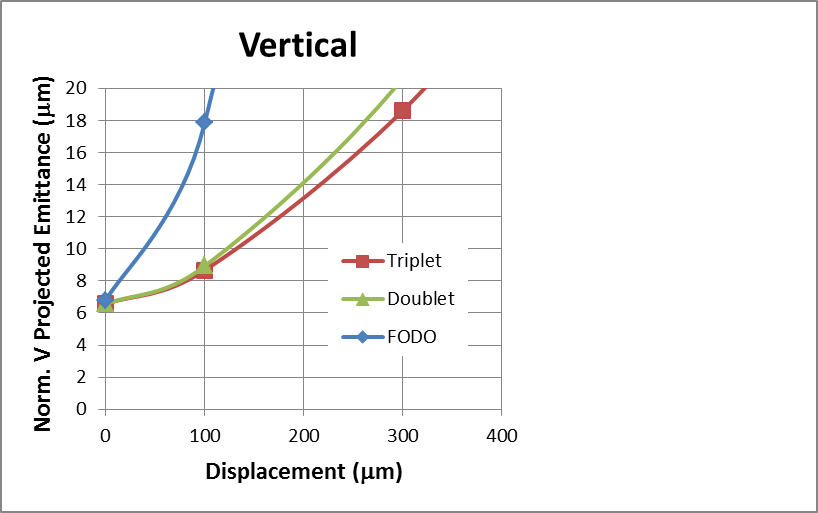 Vertical
Norm. V Projected Emittance (µm)
20
18
16
14
12
10
8
6
4
2
0
Triplet
Doublet
FODO
0 100 200 300 400
Displacement (µm)